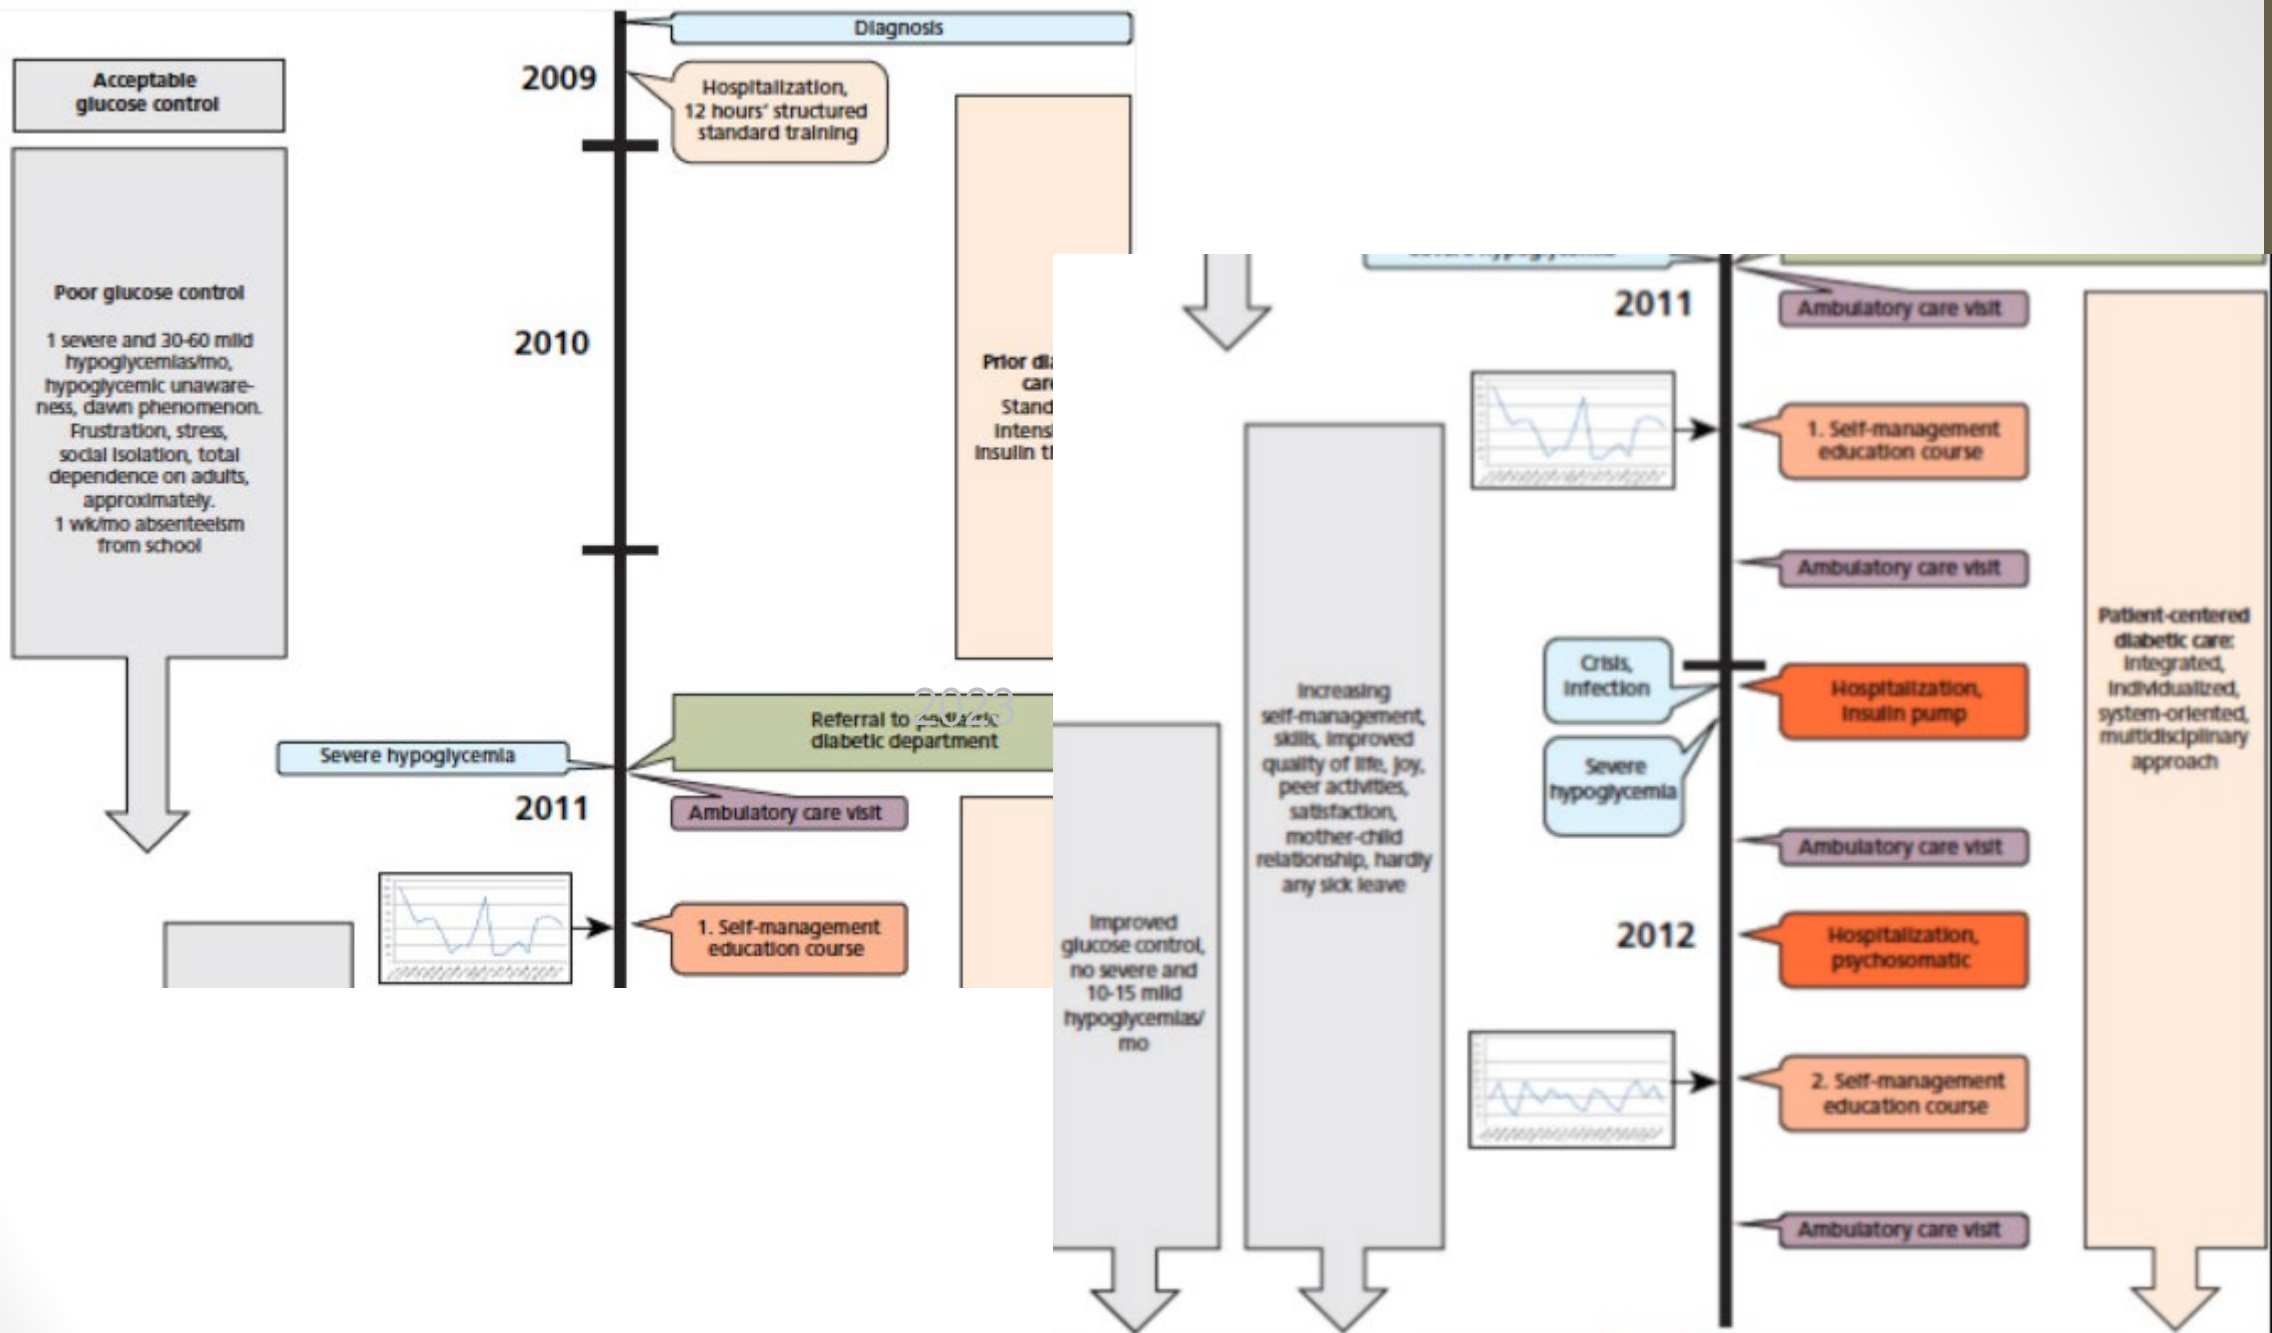 Diagnosis
2009
Acceptable
glucose control
Hospitalization,
12 hours' structured
standard training
Poor glucose control
1 severe and 30-60 mild
hypoglycemias/mo,
hypoglycemic unaware-
ness, dawn phenomenon.
Frustration, stress,
social isolation, total
dependence on adults,
approximately.
1 wk/mo absenteeism
from school
2010
Prior
Referral to pediatric
diabetic department
2023
Severe hypoglycemia
2011
Ambulatory care visit
1. Self-management
education course
2011
Ambulatory care visit
1. Self-management
education course
Ambulatory care visit
Crisis,
infection
Hospitalization,
insulin pump
Severe
hypoglycemia
Ambulatory care visit
2012
Hospitalization,
psychosomatic
2. Self-management
education course
Ambulatory care visit
Increasing
self-management,
skills, improved
quality of life, joy,
peer activities,
satisfaction,
mother-child
relationship, hardly
any sick leave
Improved
glucose control,
no severe and
10-15 mild
hypoglycemias/
mo
Patient-centered
diabetic care:
integrated,
individualized,
system-oriented,
multidisciplinary
approach